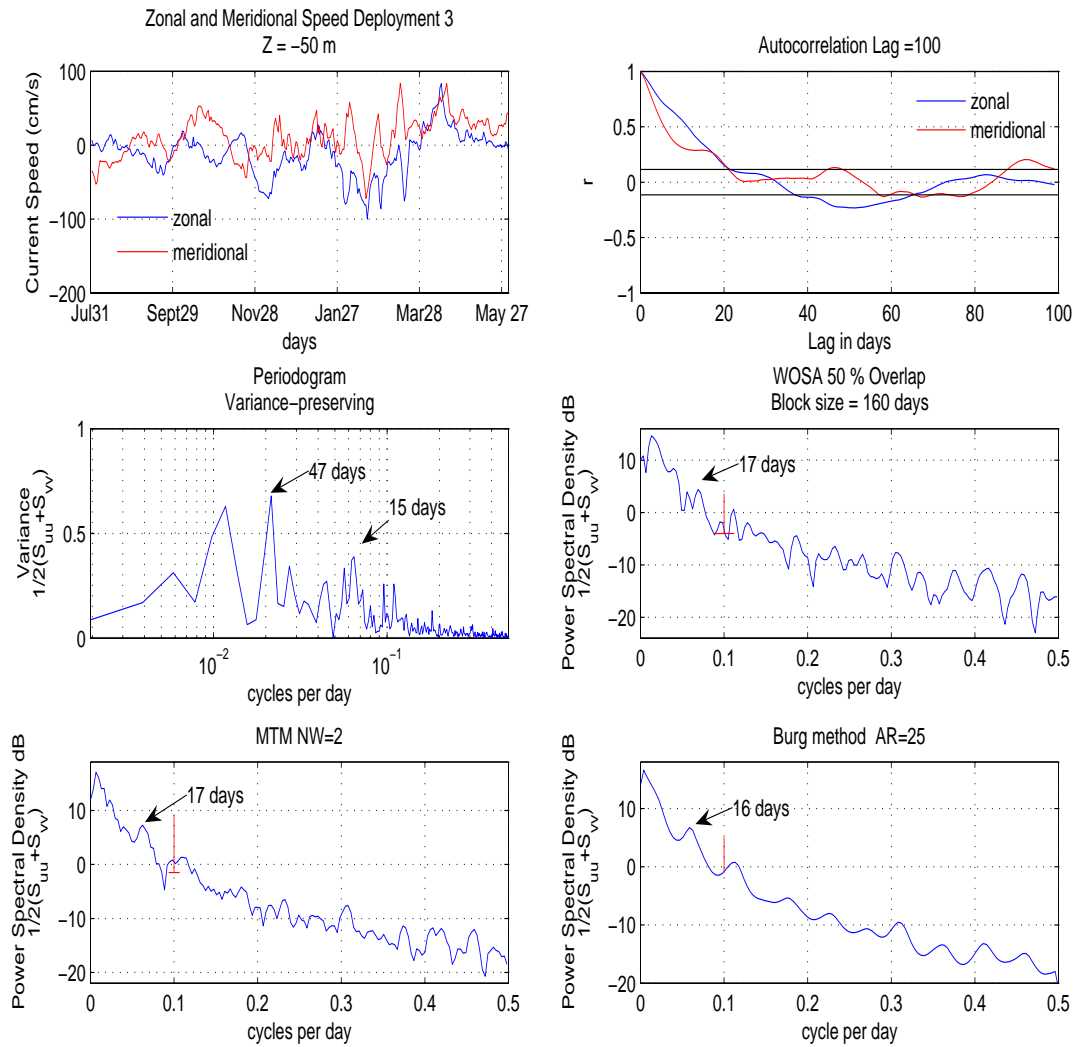 Zonal and Meridional Speed Deployment 3
Z = −50 m
Current Speed (cm/s)
100
0
−100
−200
zonal
meridional
Jul31
Sept29
Nov28
Jan27
Mar28
May 27
days
Autocorrelation Lag =100
r
1
0.5
0
−0.5
−1
zonal
meridional
0
20
40
60
80
100
Lag in days
Periodogram
Variance−preserving
Variance
1/2(S_uu+S_vv)
1
0.5
0
47 days
15 days
10^−2
10^−1
cycles per day
WOSA 50 % Overlap
Block size = 160 days
Power Spectral Density dB
1/2(S_uu+S_vv)
10
0
−10
−20
17 days
0
0.1
0.2
0.3
0.4
0.5
cycles per day
MTM NW=2
Power Spectral Density dB
1/2(S_uu+S_vv)
10
0
−10
−20
17 days
0
0.1
0.2
0.3
0.4
0.5
cycles per day
Burg method AR=25
Power Spectral Density dB
1/2(S_uu+S_vv)
10
0
−10
−20
16 days
0
0.1
0.2
0.3
0.4
0.5
cycle per day